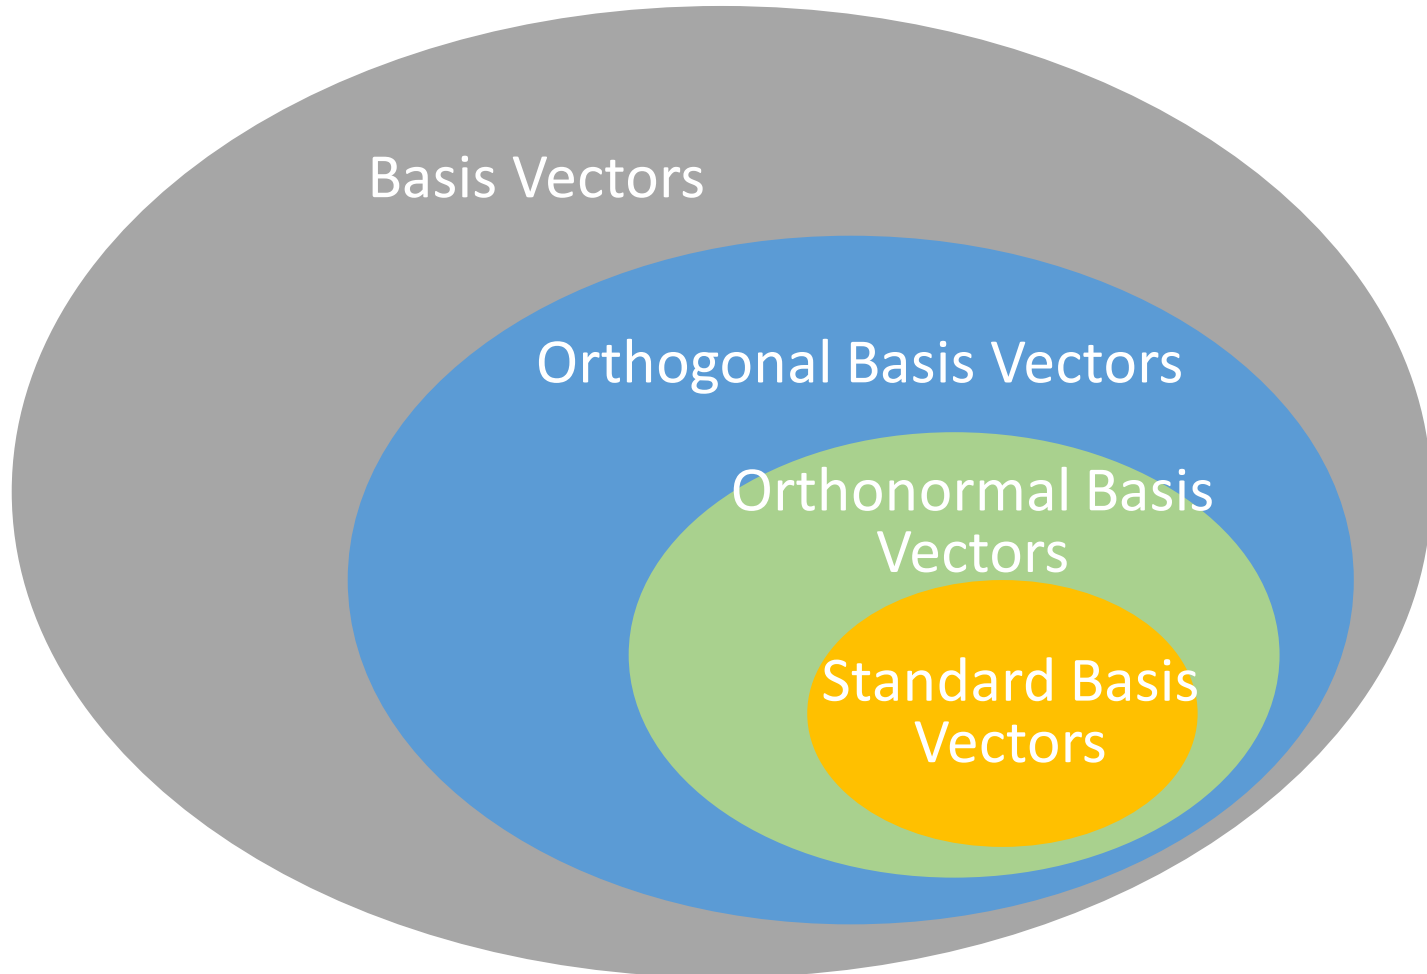 Basis Vectors
Orthogonal Basis Vectors
Orthonormal Basis
Vectors
Standard Basis
Vectors